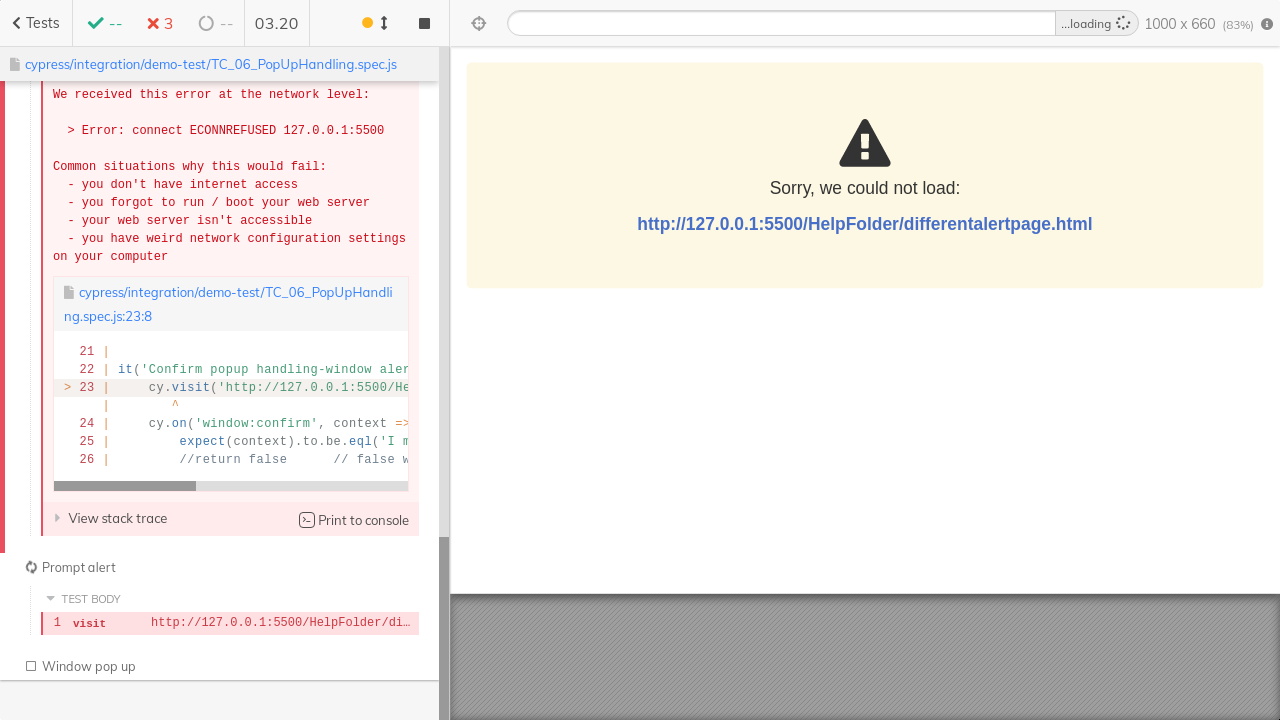 Tests
--
3
--
03.20
...loading
1000 x 660 (83%)
cypress/integration/demo-test/TC_06_PopUpHandling.spec.js
We received this error at the network level:
> Error: connect ECONNREFUSED 127.0.0.1:5500
Common situations why this would fail:
- you don't have internet access
- you forgot to run / boot your web server
- your web server isn't accessible
- you have weird network configuration settings
on your computer
cypress/integration/demo-test/TC_06_PopUpHandli
ng.spec.js:23:8
21 |
22 | it('Confirm popup handling-window aler
> 23 | cy.visit('http://127.0.0.1:5500/He
| ^
24 | cy.on('window:confirm', context =>
25 | expect(context).to.be.eql('I m
26 | //return false // false w
View stack trace
Print to console
Prompt alert
TEST BODY
1 visit http://127.0.0.1:5500/HelpFolder/di…
Window pop up
Sorry, we could not load:
http://127.0.0.1:5500/HelpFolder/differentalertpage.html